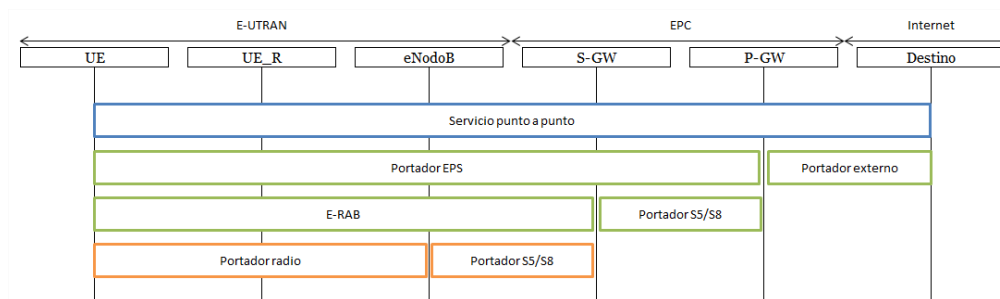 E-UTRAN EPC Internet
UE UE_R eNodoB S-GW P-GW Destino
Servicio punto a punto
Portador EPS Portador externo
E-RAB Portador S5/S8
Portador radio Portador S5/S8